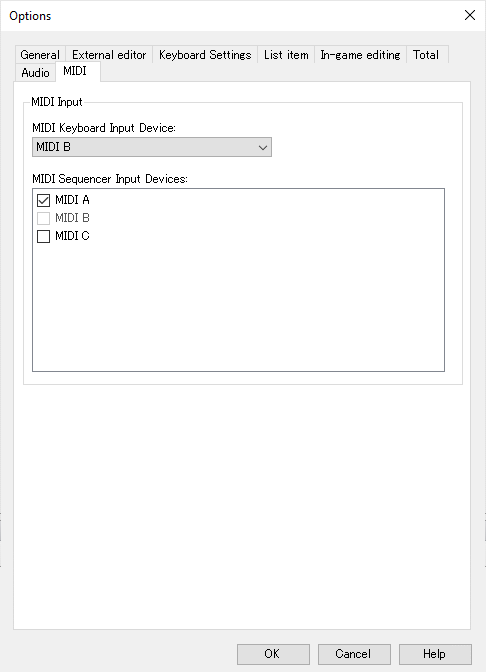 Options
General External editor Keyboard Settings List item In-game editing Total
Audio MIDI
MIDI Input
MIDI Keyboard Input Device:
MIDI B
MIDI Sequencer Input Devices:
MIDI A
MIDI B
MIDI C
OK Cancel Help